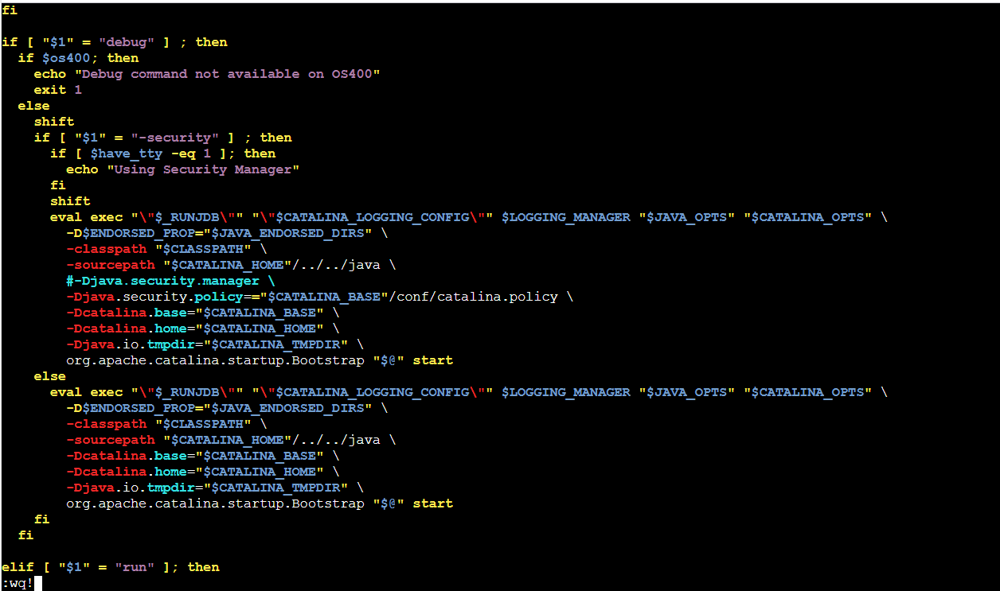 fi

if [ "$1" = "debug" ] ; then
  if $os400; then
    echo "Debug command not available on OS400"
    exit 1
  else
    shift
    if [ "$1" = "-security" ] ; then
      if [ $have_tty -eq 1 ]; then
        echo "Using Security Manager"
      fi
      shift
      eval exec "\"$_RUNJDB\"" "\"$CATALINA_LOGGING_CONFIG\"" $LOGGING_MANAGER "$JAVA_OPTS" "$CATALINA_OPTS" \
        -D$ENDORSED_PROP="$JAVA_ENDORSED_DIRS" \
        -classpath "$CLASSPATH" \
        -sourcepath "$CATALINA_HOME"/../../java \
        #-Djava.security.manager \
        -Djava.security.policy=="$CATALINA_BASE"/conf/catalina.policy \
        -Dcatalina.base="$CATALINA_BASE" \
        -Dcatalina.home="$CATALINA_HOME" \
        -Djava.io.tmpdir="$CATALINA_TMPDIR" \
        org.apache.catalina.startup.Bootstrap "$@" start
    else
      eval exec "\"$_RUNJDB\"" "\"$CATALINA_LOGGING_CONFIG\"" $LOGGING_MANAGER "$JAVA_OPTS" "$CATALINA_OPTS" \
        -D$ENDORSED_PROP="$JAVA_ENDORSED_DIRS" \
        -classpath "$CLASSPATH" \
        -sourcepath "$CATALINA_HOME"/../../java \
        -Dcatalina.base="$CATALINA_BASE" \
        -Dcatalina.home="$CATALINA_HOME" \
        -Djava.io.tmpdir="$CATALINA_TMPDIR" \
        org.apache.catalina.startup.Bootstrap "$@" start
    fi
  fi

elif [ "$1" = "run" ]; then
:wq!